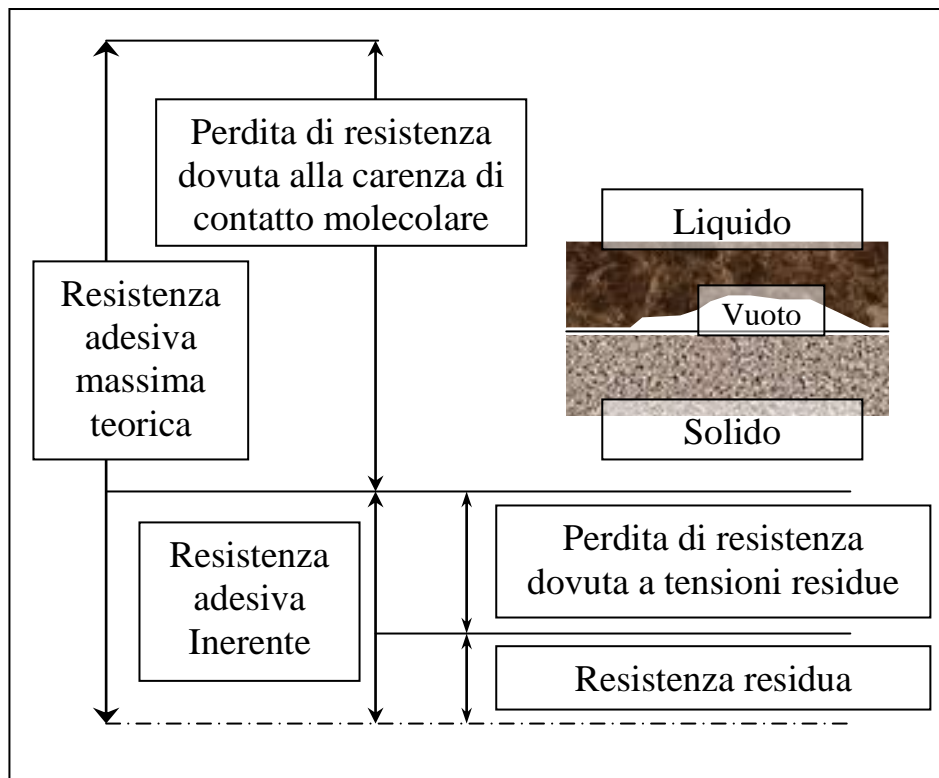 Perdita di resistenza
dovuta alla carenza di
contatto molecolare
Liquido
Vuoto
Solido
Resistenza
adesiva
massima
teorica
Resistenza
adesiva
Inerente
Perdita di resistenza
dovuta a tensioni residue
Resistenza residua